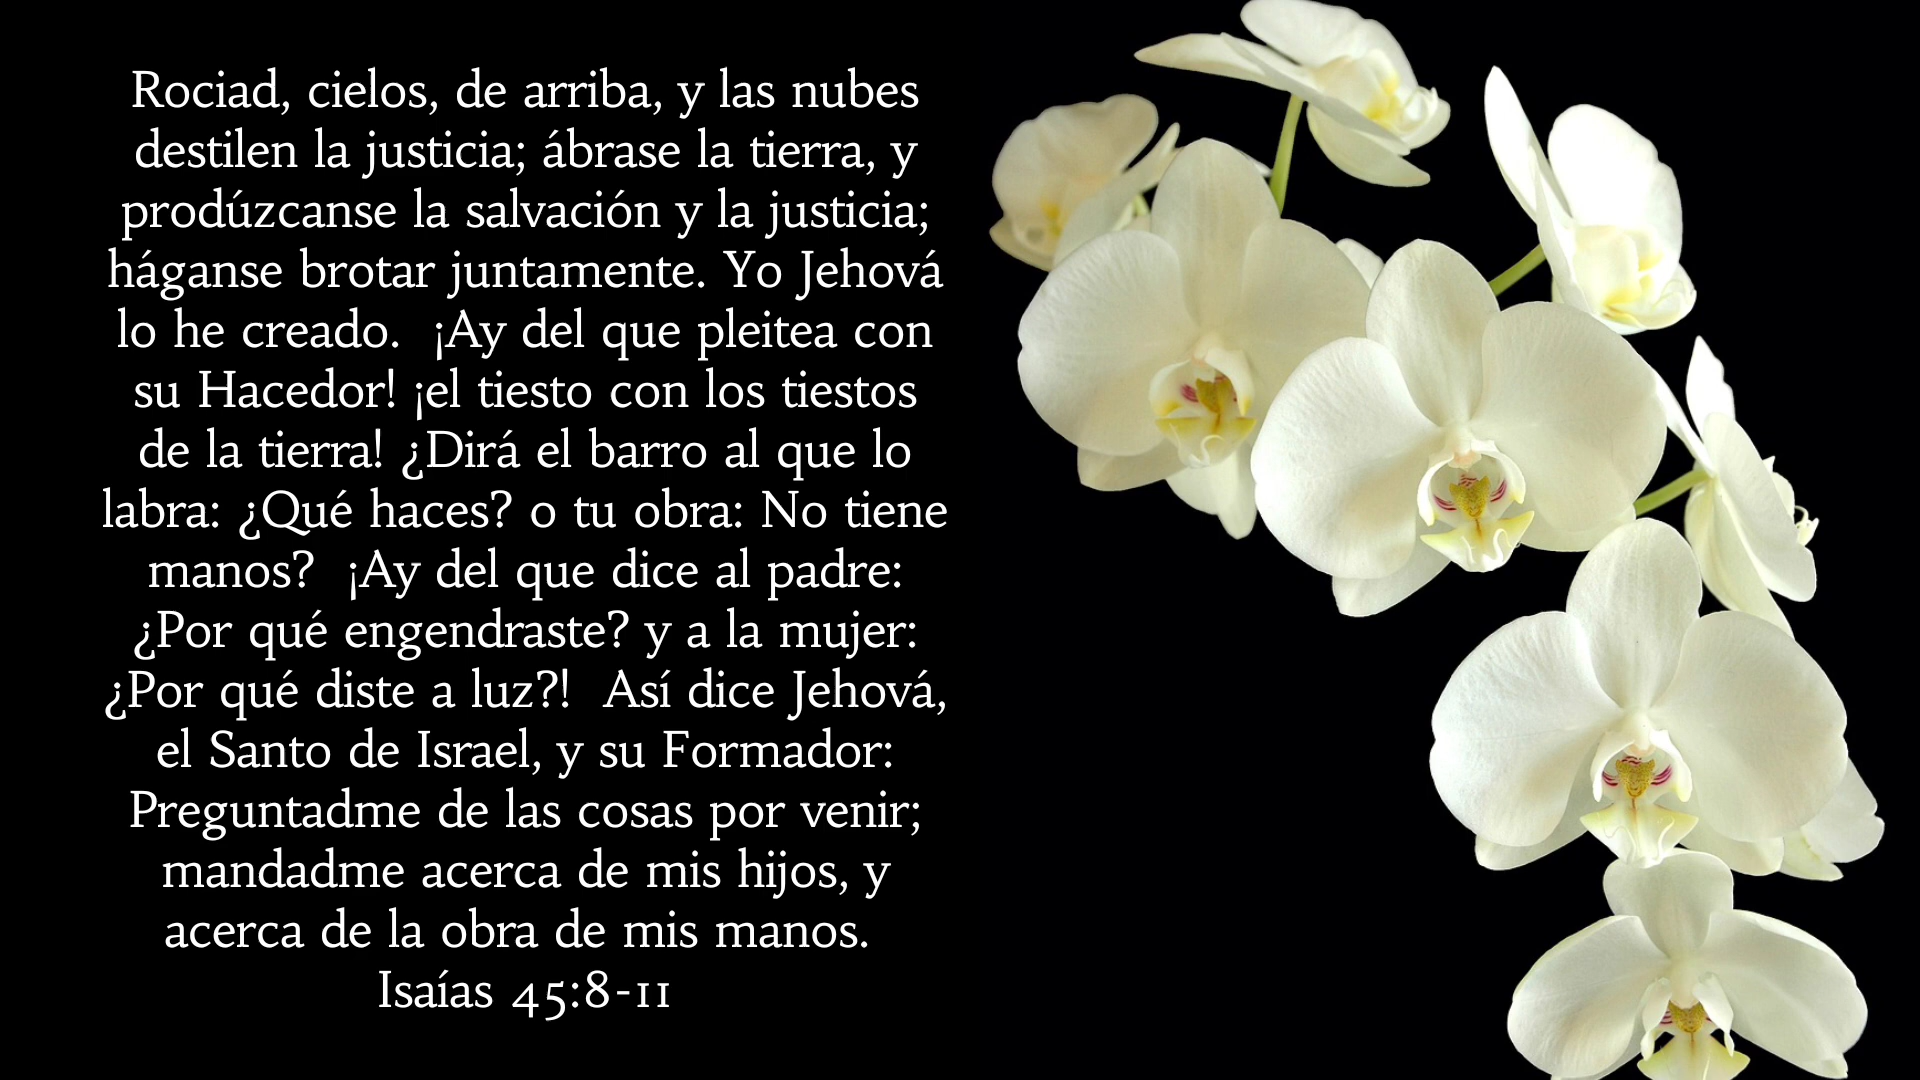 Rociad, cielos, de arriba, y las nubes
destilen la justicia; ábrase la tierra, y
prodúzcanse la salvación y la justicia;
háganse brotar juntamente. Yo Jehová
lo he creado.  ¡Ay del que pleitea con
su Hacedor! ¡el tiesto con los tiestos
de la tierra! ¿Dirá el barro al que lo
labra: ¿Qué haces? o tu obra: No tiene
manos?  ¡Ay del que dice al padre:
¿Por qué engendraste? y a la mujer:
¿Por qué diste a luz?!  Así dice Jehová,
el Santo de Israel, y su Formador:
Preguntadme de las cosas por venir;
mandadme acerca de mis hijos, y
acerca de la obra de mis manos.
Isaías 45:8-11